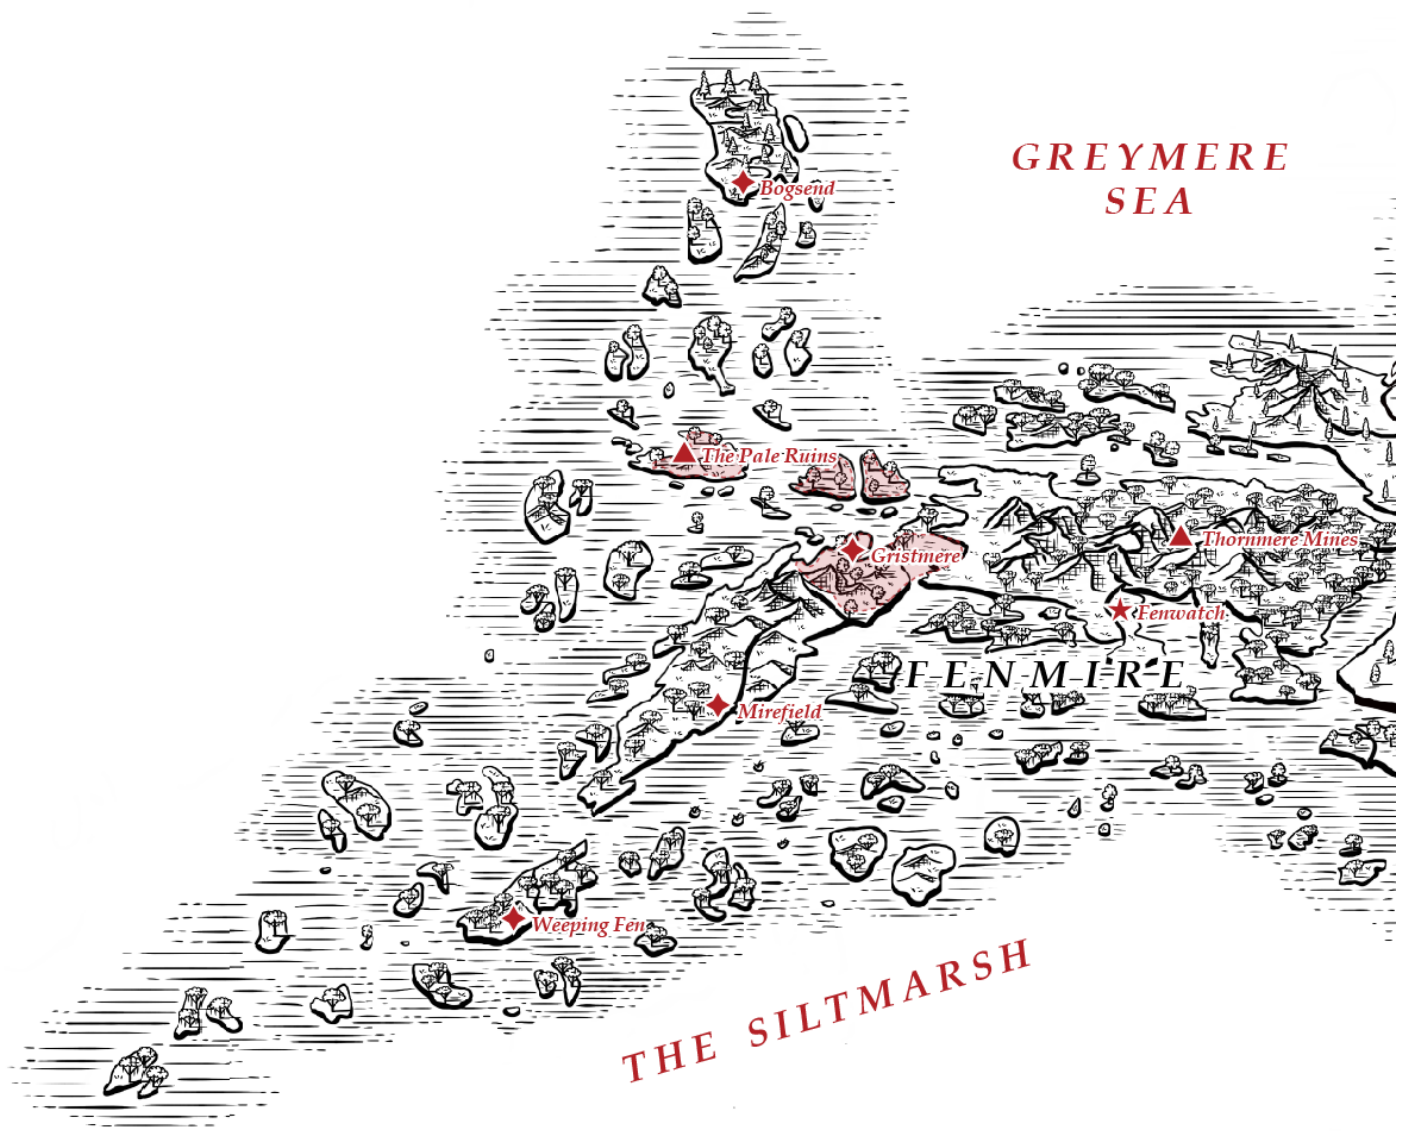 GREYMERE
SEA
Bogsend
The Pale Ruins
Thornmere Mines
Gristmere
Fenwatch
FENMIRE
Mirefield
Weeping Fen
THE SILTMARSH